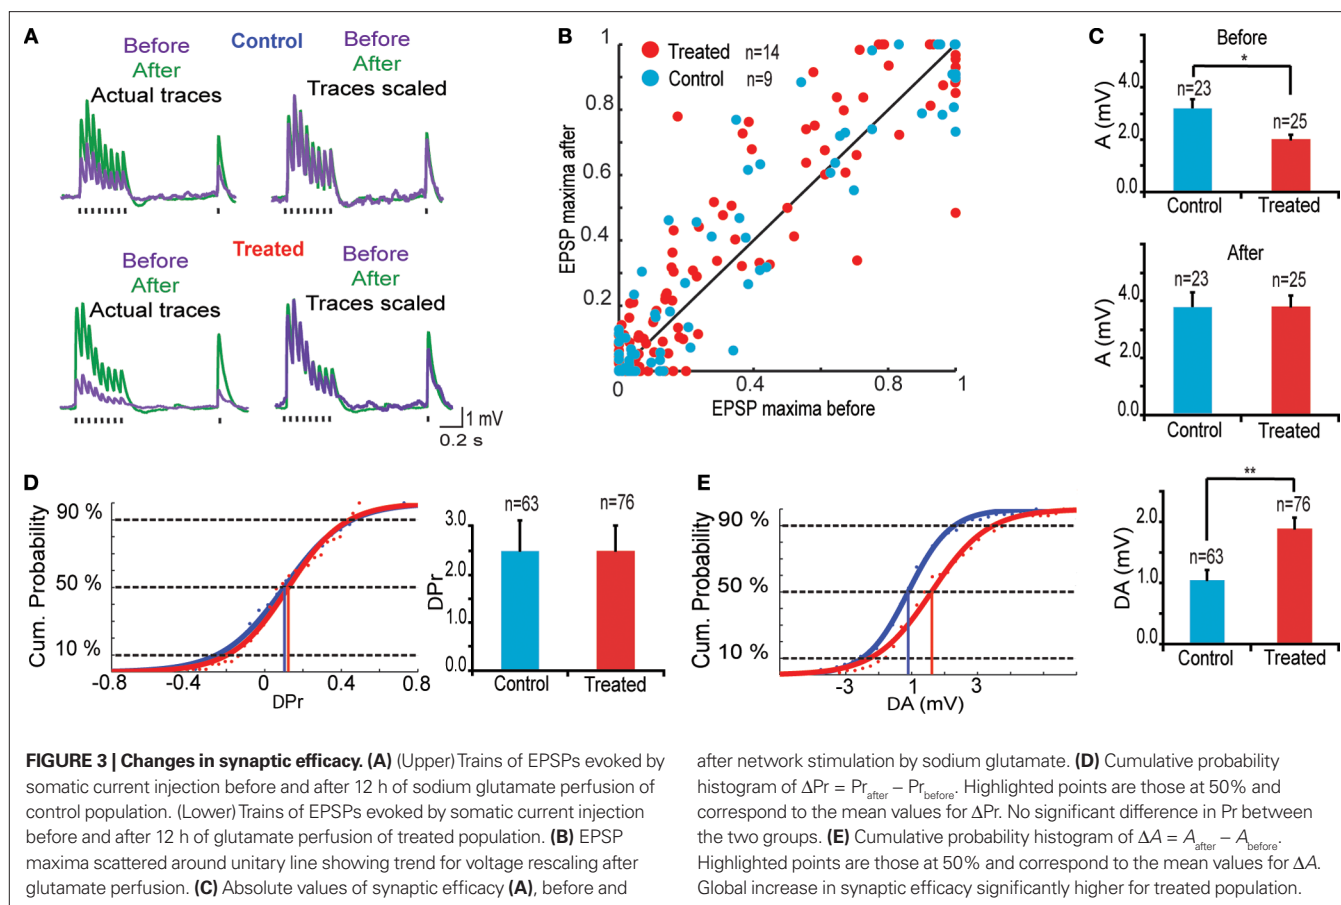 A
Before
Control
Before
After
After
Actual traces
Traces scaled
Treated
Before
Before
After
After
Actual traces
Traces scaled
1 mV
0.2 s
B
1
Treated n=14
Control n=9
0.8
0.6
0.4
0.2
0
0.4
0.8
1
EPSP maxima after
EPSP maxima before
C
Before
*
4.0
2.0
0.0
A (mV)
n=23
n=25
Control
Treated
After
n=23
n=25
4.0
2.0
0.0
A (mV)
Control
Treated
D
Cum. Probability
90 %
50 %
10 %
-0.8
-0.4
0
0.4
0.8
DPr
n=63
n=76
3.0
2.0
1.0
0.0
DPr
Control
Treated
E
Cum. Probability
90 %
50 %
10 %
-3
1
3
DA (mV)
**
n=76
n=63
2.0
1.0
0.0
DA (mV)
Control
Treated
FIGURE 3 | Changes in synaptic efficacy. (A) (Upper) Trains of EPSPs evoked by
somatic current injection before and after 12 h of sodium glutamate perfusion of
control population. (Lower) Trains of EPSPs evoked by somatic current injection
before and after 12 h of glutamate perfusion of treated population. (B) EPSP
maxima scattered around unitary line showing trend for voltage rescaling after
glutamate perfusion. (C) Absolute values of synaptic efficacy (A), before and
after network stimulation by sodium glutamate. (D) Cumulative probability
histogram of ΔPr = Prafter − Prbefore. Highlighted points are those at 50% and
correspond to the mean values for ΔPr. No significant difference in Pr between
the two groups. (E) Cumulative probability histogram of ΔA = Aafter − Abefore.
Highlighted points are those at 50% and correspond to the mean values for ΔA.
Global increase in synaptic efficacy significantly higher for treated population.